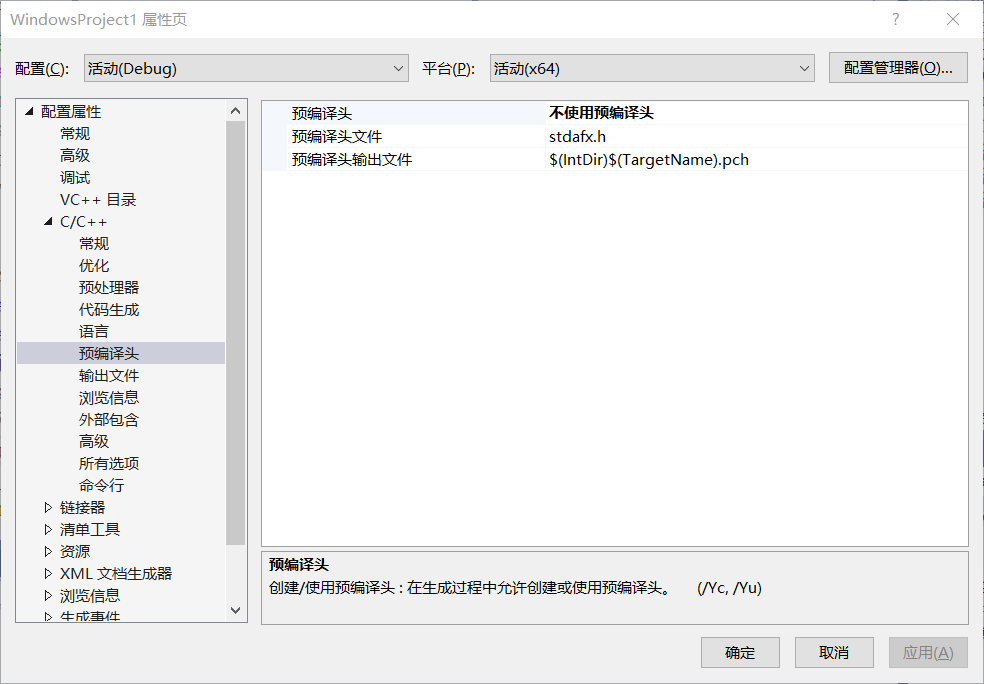 WindowsProject1 属性页
?
配置(C): 活动(Debug) 平台(P): 活动(x64) 配置管理器(O)...
配置属性
常规
高级
调试
VC++ 目录
C/C++
常规
优化
预处理器
代码生成
语言
预编译头
输出文件
浏览信息
外部包含
高级
所有选项
命令行
链接器
清单工具
资源
XML 文档生成器
浏览信息
生成事件
预编译头 不使用预编译头
预编译头文件 stdafx.h
预编译头输出文件 $(IntDir)$(TargetName).pch
预编译头
创建/使用预编译头 : 在生成过程中允许创建或使用预编译头。 (/Yc, /Yu)
确定 取消 应用(A)